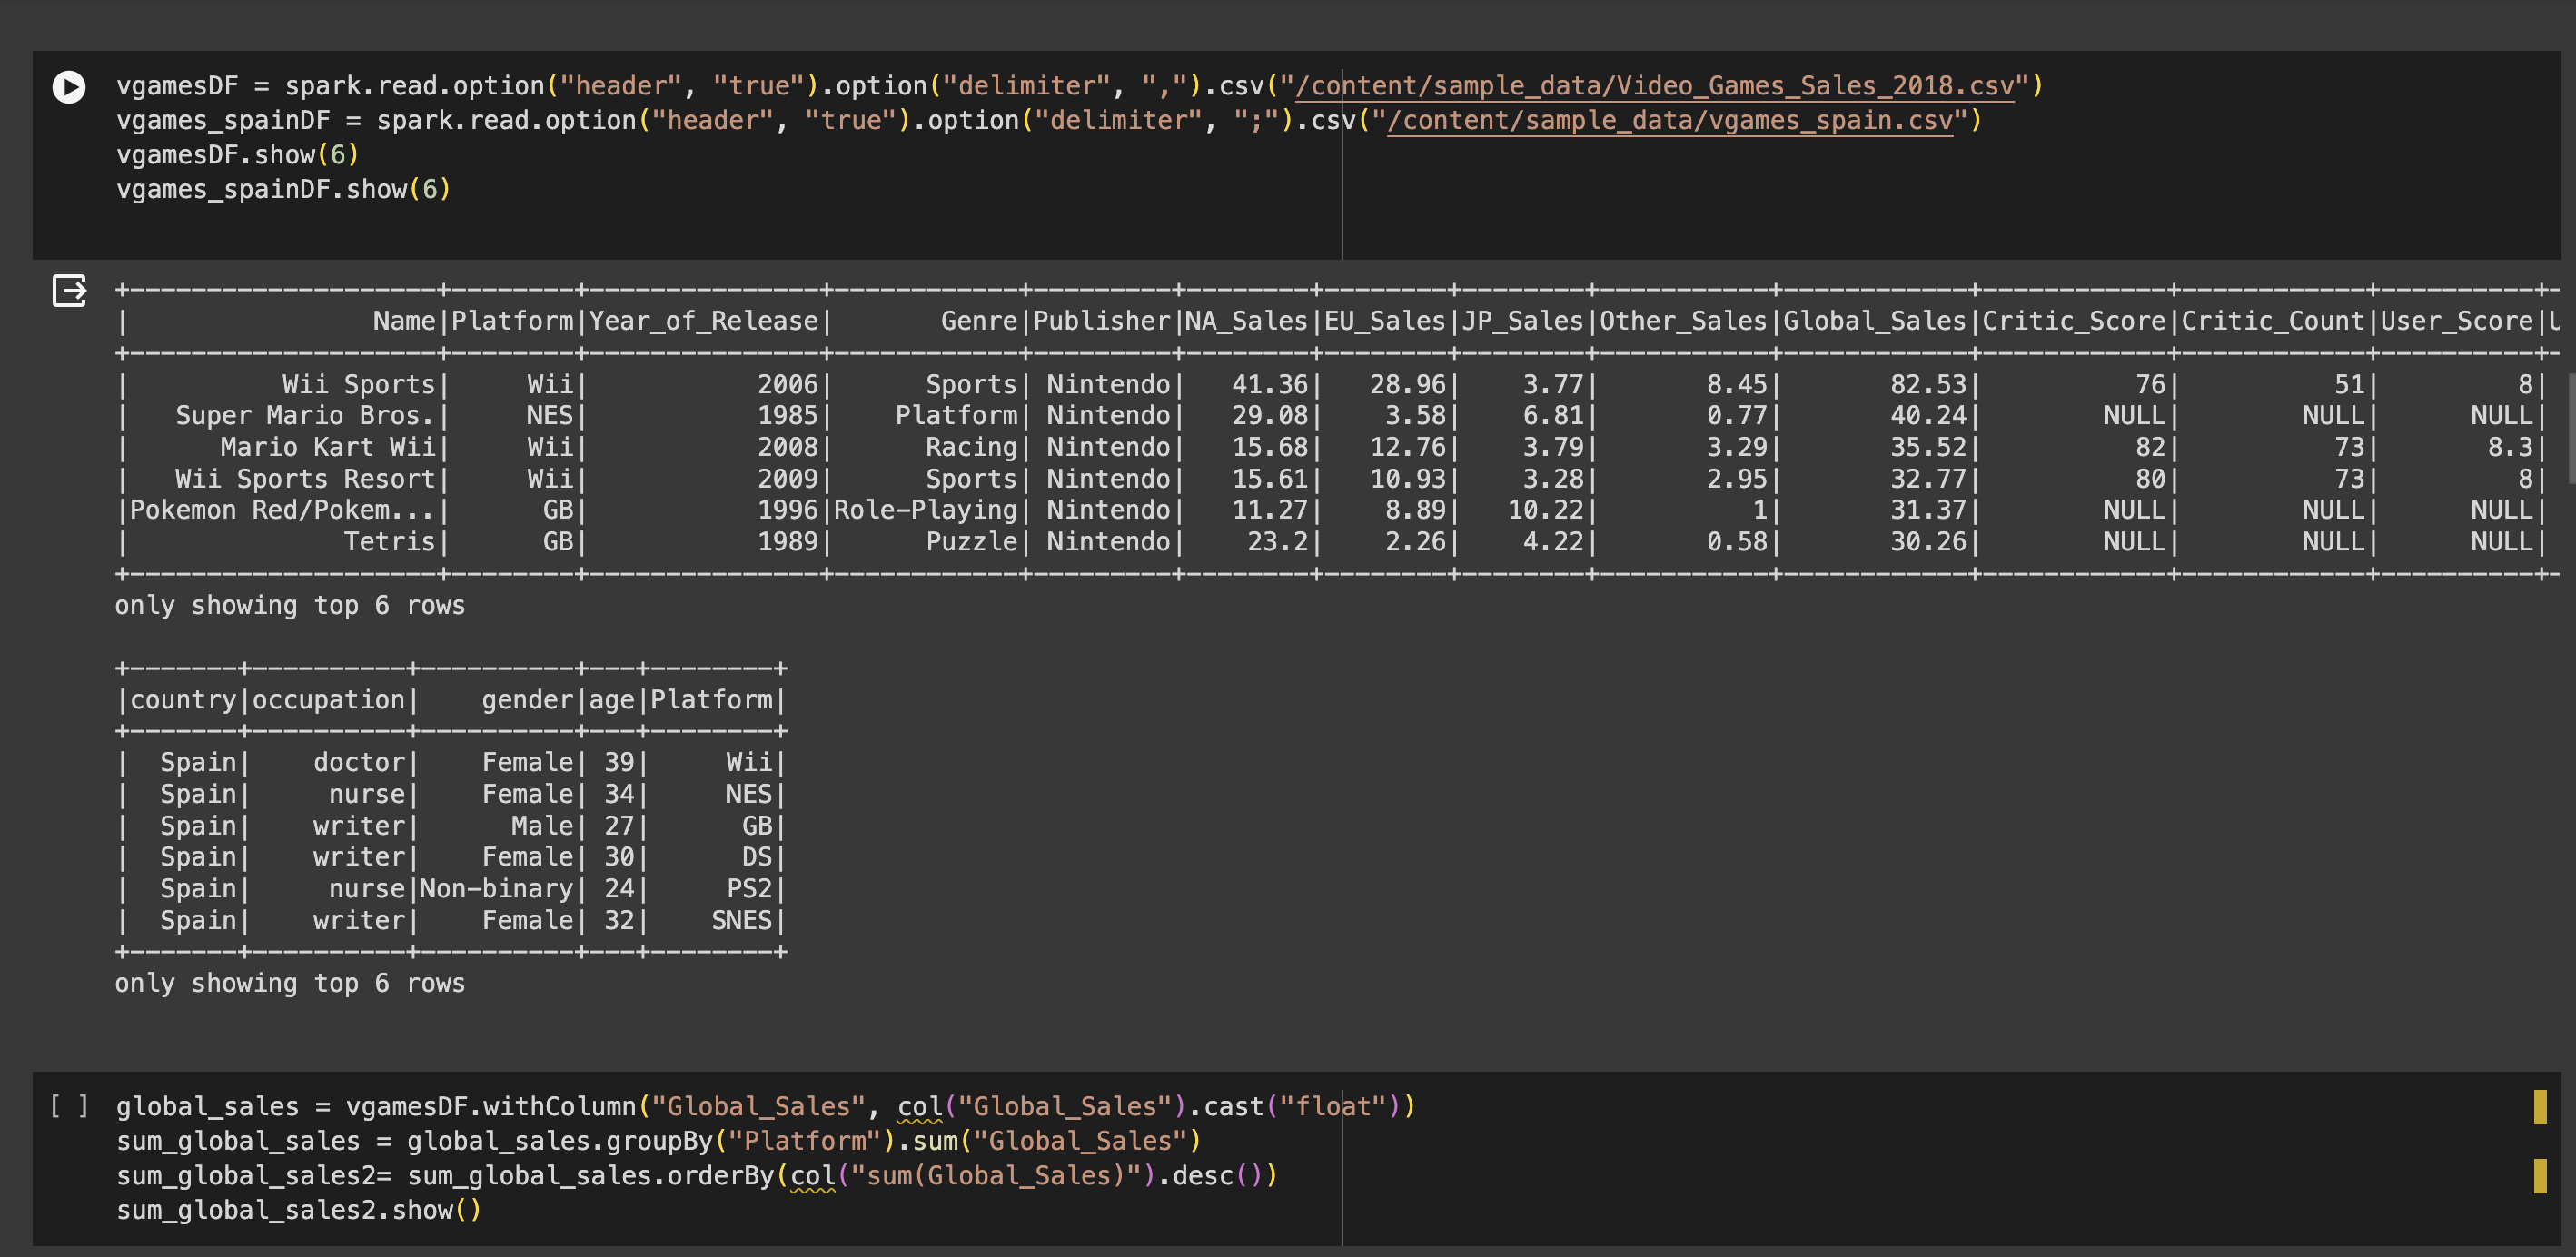 vgamesDF = spark.read.option("header", "true").option("delimiter", ",").csv("/content/sample_data/Video_Games_Sales_2018.csv")
vgames_spainDF = spark.read.option("header", "true").option("delimiter", ";").csv("/content/sample_data/vgames_spain.csv")
vgamesDF.show(6)
vgames_spainDF.show(6)
+--------------------+--------+---------------+------------+---------+--------+--------+--------+-----------+------------+------------+------------+----------+-
|                Name|Platform|Year_of_Release|       Genre|Publisher|NA_Sales|EU_Sales|JP_Sales|Other_Sales|Global_Sales|Critic_Score|Critic_Count|User_Score|U
+--------------------+--------+---------------+------------+---------+--------+--------+--------+-----------+------------+------------+------------+----------+-
|          Wii Sports|     Wii|           2006|      Sports| Nintendo|   41.36|   28.96|    3.77|       8.45|       82.53|          76|          51|         8|
|   Super Mario Bros.|     NES|           1985|    Platform| Nintendo|   29.08|    3.58|    6.81|       0.77|       40.24|        NULL|        NULL|      NULL|
|      Mario Kart Wii|     Wii|           2008|      Racing| Nintendo|   15.68|   12.76|    3.79|       3.29|       35.52|          82|          73|       8.3|
|   Wii Sports Resort|     Wii|           2009|      Sports| Nintendo|   15.61|   10.93|    3.28|       2.95|       32.77|          80|          73|         8|
|Pokemon Red/Pokem...|      GB|           1996|Role-Playing| Nintendo|   11.27|    8.89|   10.22|          1|       31.37|        NULL|        NULL|      NULL|
|              Tetris|      GB|           1989|      Puzzle| Nintendo|    23.2|    2.26|    4.22|       0.58|       30.26|        NULL|        NULL|      NULL|
+--------------------+--------+---------------+------------+---------+--------+--------+--------+-----------+------------+------------+------------+----------+-
only showing top 6 rows
+-------+----------+----------+---+--------+
|country|occupation|    gender|age|Platform|
+-------+----------+----------+---+--------+
|  Spain|    doctor|    Female| 39|     Wii|
|  Spain|     nurse|    Female| 34|     NES|
|  Spain|    writer|      Male| 27|      GB|
|  Spain|    writer|    Female| 30|      DS|
|  Spain|     nurse|Non-binary| 24|     PS2|
|  Spain|    writer|    Female| 32|    SNES|
+-------+----------+----------+---+--------+
only showing top 6 rows
[ ] global_sales = vgamesDF.withColumn("Global_Sales", col("Global_Sales").cast("float"))
sum_global_sales = global_sales.groupBy("Platform").sum("Global_Sales")
sum_global_sales2= sum_global_sales.orderBy(col("sum(Global_Sales)").desc())
sum_global_sales2.show()